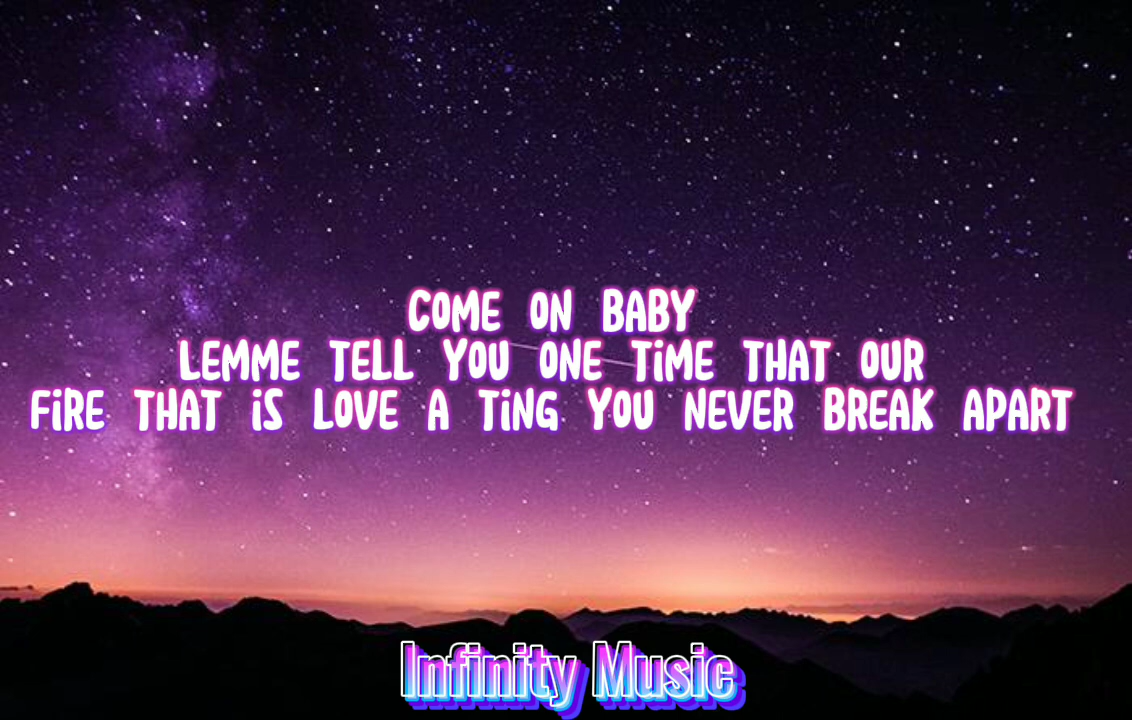 COME ON BABY
LEMME TELL YOU ONE TiME THAT OUR
FiRE THAT iS LOVE A TiNG YOU NEVER BREAK APART
Infinity Music